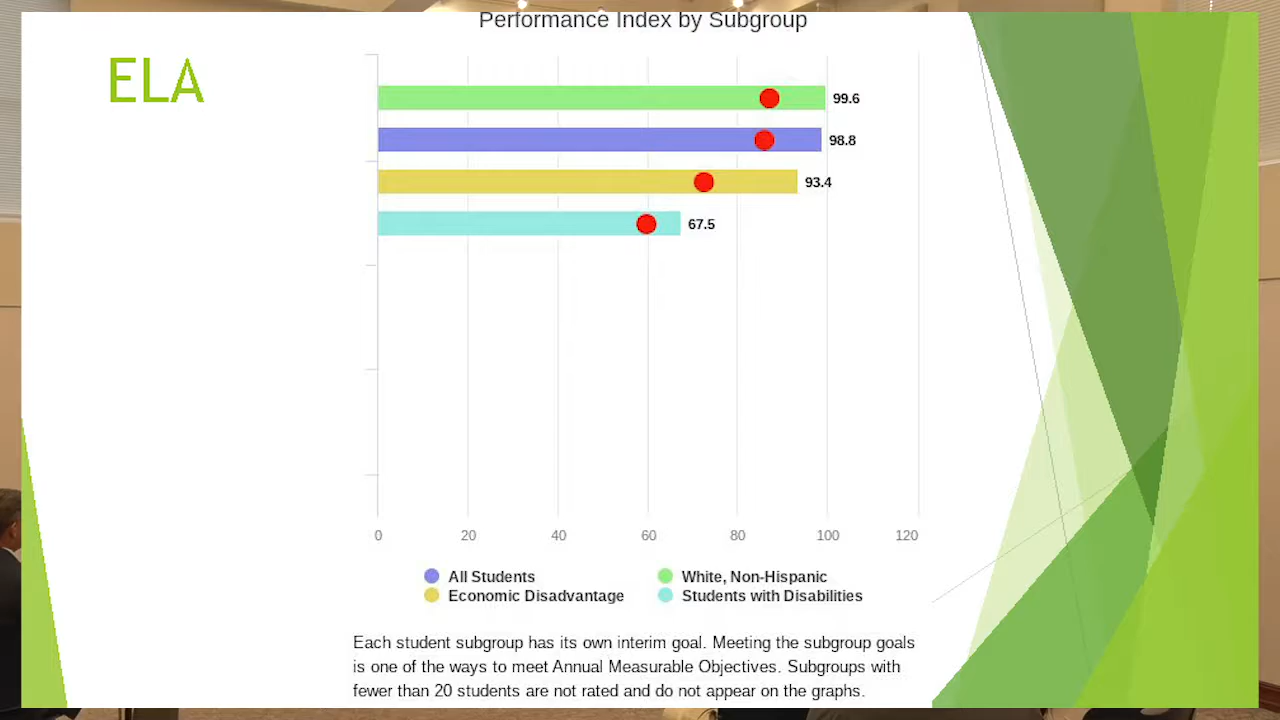 Performance Index by Subgroup
ELA
99.6
98.8
93.4
67.5
0 20 40 60 80 100 120
All Students White, Non-Hispanic
Economic Disadvantage Students with Disabilities
Each student subgroup has its own interim goal. Meeting the subgroup goals
is one of the ways to meet Annual Measurable Objectives. Subgroups with
fewer than 20 students are not rated and do not appear on the graphs.